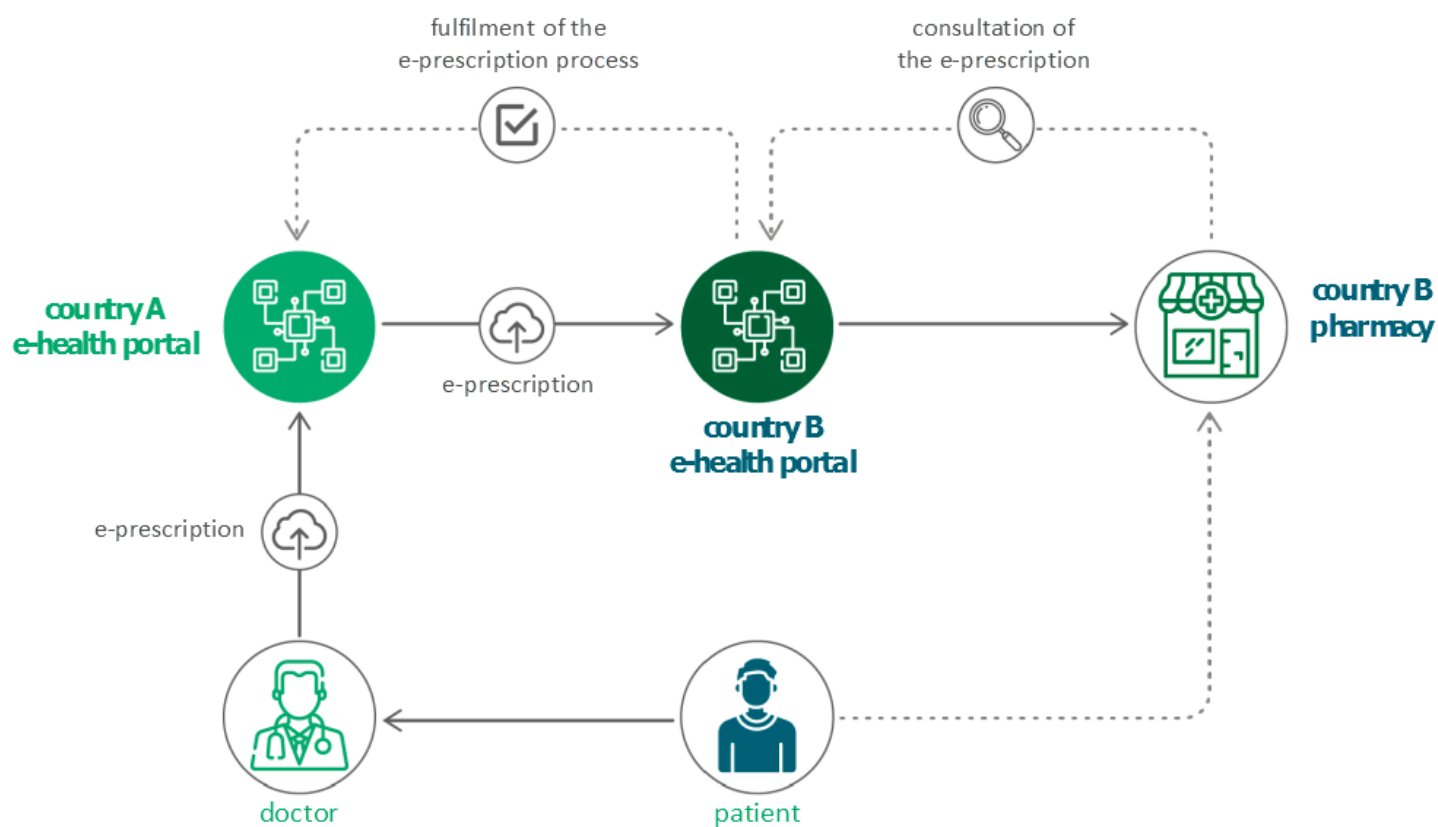 fulfilment of the
e-prescription process
consultation of
the e-prescription
country A
e-health portal
e-prescription
country B
e-health portal
country B
pharmacy
e-prescription
doctor
patient